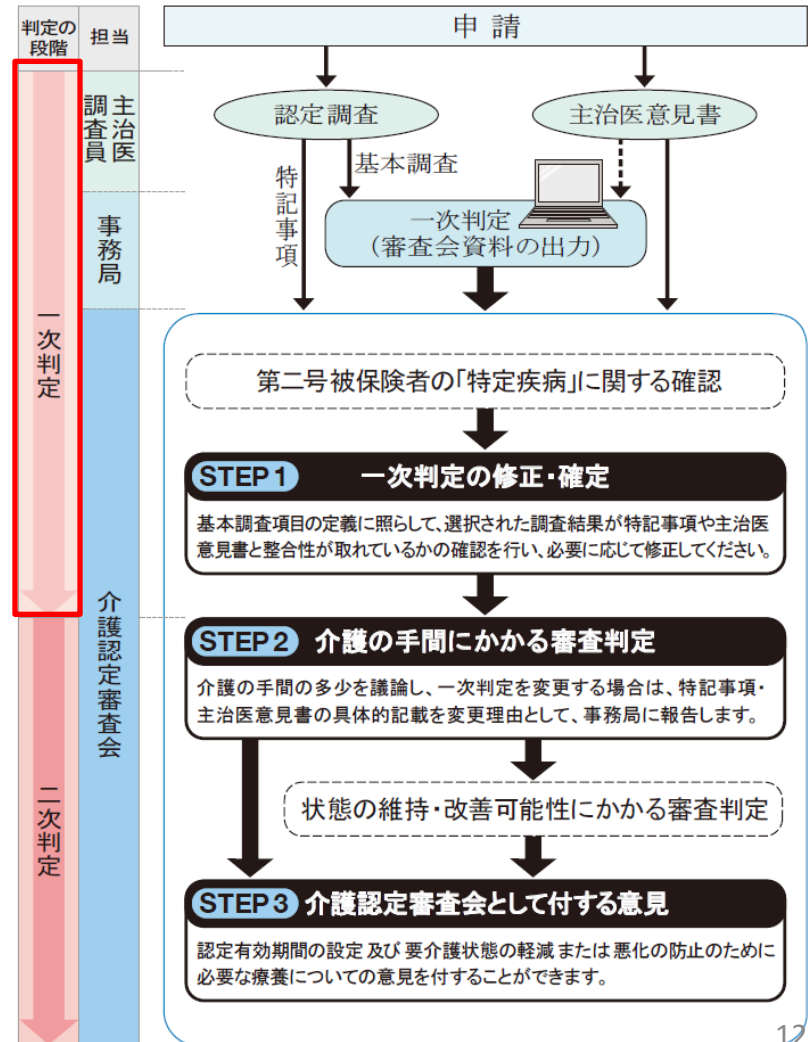 判定の
段階
担当
申請
主治医
調査員
認定調査
主治医意見書
特記事項
基本調査
事務局
一次判定
（審査会資料の出力）
一次判定
第二号被保険者の「特定疾病」に関する確認
STEP1 一次判定の修正・確定
基本調査項目の定義に照らして、選択された調査結果が特記事項や主治医
意見書と整合性が取れているかの確認を行い、必要に応じて修正してください。
介護認定審査会
STEP2 介護の手間にかかる審査判定
介護の手間の多少を議論し、一次判定を変更する場合は、特記事項・
主治医意見書の具体的記載を変更理由として、事務局に報告します。
二次判定
状態の維持・改善可能性にかかる審査判定
STEP3 介護認定審査会として付する意見
認定有効期間の設定及び要介護状態の軽減または悪化の防止のために
必要な療養についての意見を付することができます。
12